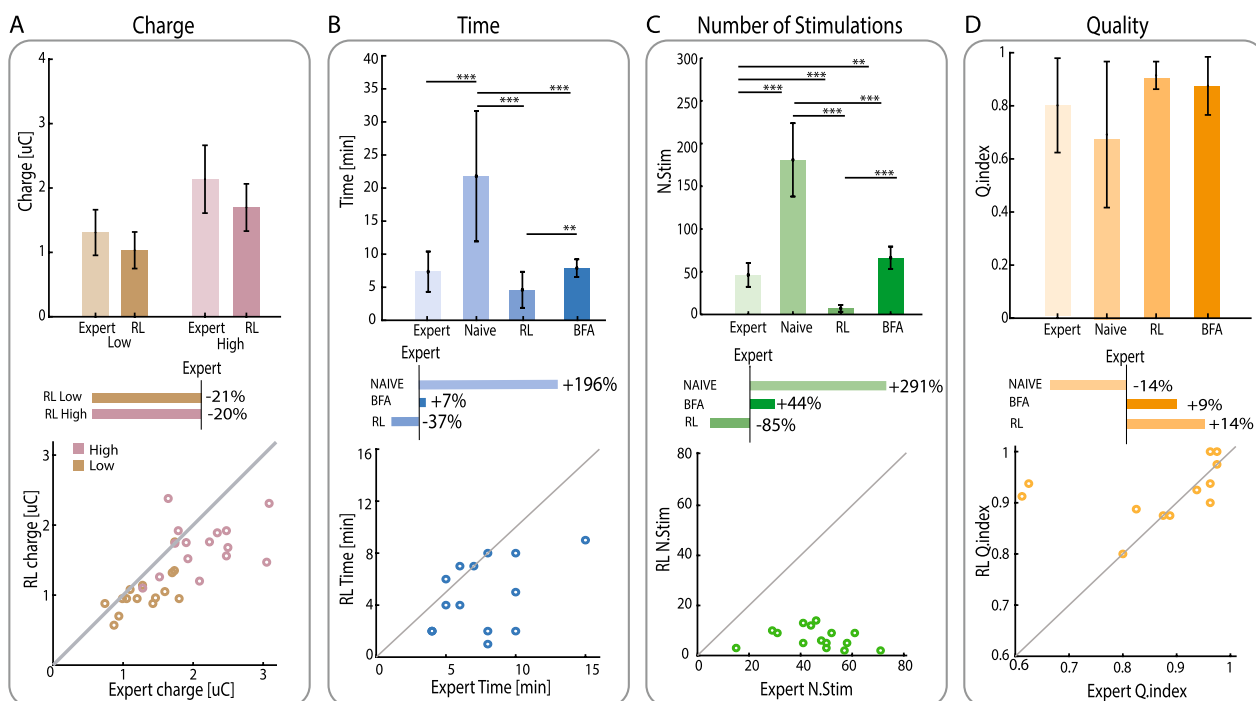 A
Charge
4
3
2
1
0
Charge [uC]
Expert RL
Low
Expert RL
High
Expert
RL Low
-21%
RL High
-20%
High
Low
3
2
1
0
RL charge [uC]
1 2 3
Expert charge [uC]
B
Time
40
35
30
25
20
15
10
5
0
Time [min]
***
***
***
**
Expert Naive RL BFA
Expert
NAIVE
+196%
BFA
+7%
RL
-37%
16
12
8
4
0
RL Time [min]
5 10 15
Expert Time [min]
C
Number of Stimulations
300
250
200
150
100
50
0
N.Stim
**
***
***
***
***
***
Expert Naive RL BFA
Expert
NAIVE
+291%
BFA
+44%
RL
-85%
80
60
40
20
0
RL N.Stim
0 20 40 60 80
Expert N.Stim
D
Quality
1
0.8
0.6
0.4
0.2
0
Q.index
Expert Naive RL BFA
Expert
NAIVE
-14%
BFA
+9%
RL
+14%
1
0.9
0.8
0.7
0.6
RL Q.index
0.6 0.7 0.8 0.9 1
Expert Q.index